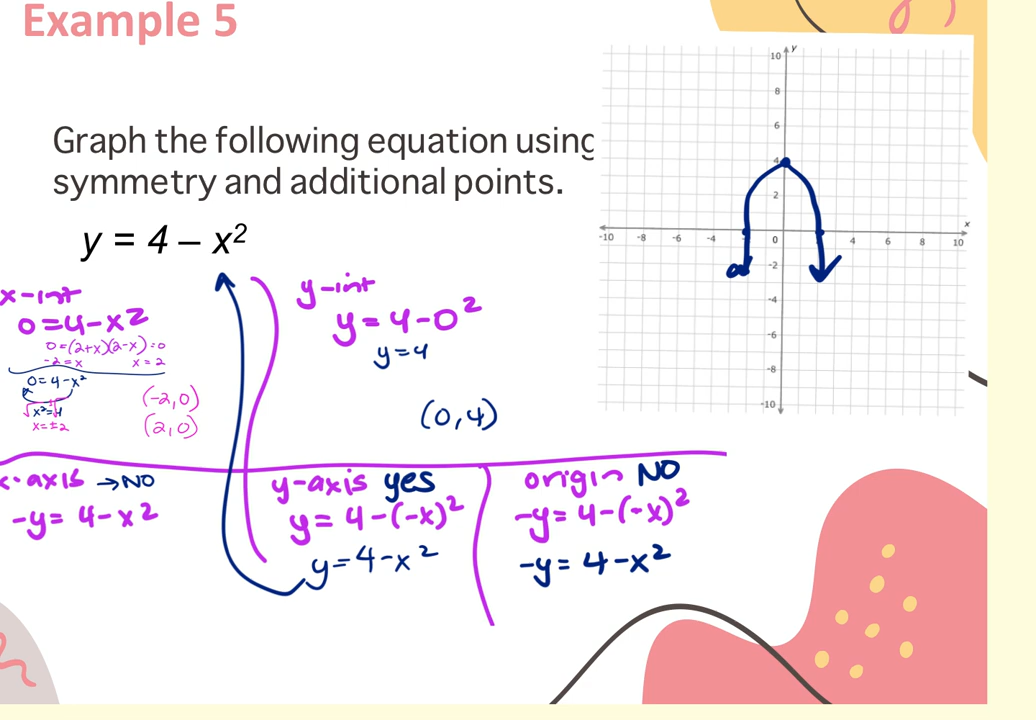 Example 5
Graph the following equation using
symmetry and additional points.
y = 4 – x²
x-int
0=4-x²
0=(2+x)(2-x)=0
-2=x x=2
0=4-x²
√x²=√4
x=±2
(-2,0)
(2,0)
y-int
y=4-0²
y=4
(0,4)
x-axis →NO
-y=4-x²
y-axis yes
y=4-(-x)²
y=4-x²
origin NO
-y=4-(-x)²
-y=4-x²
y
10
8
6
4
2
x
-10 -8 -6 -4 0 4 6 8 10
-2
-4
-6
-8
-10